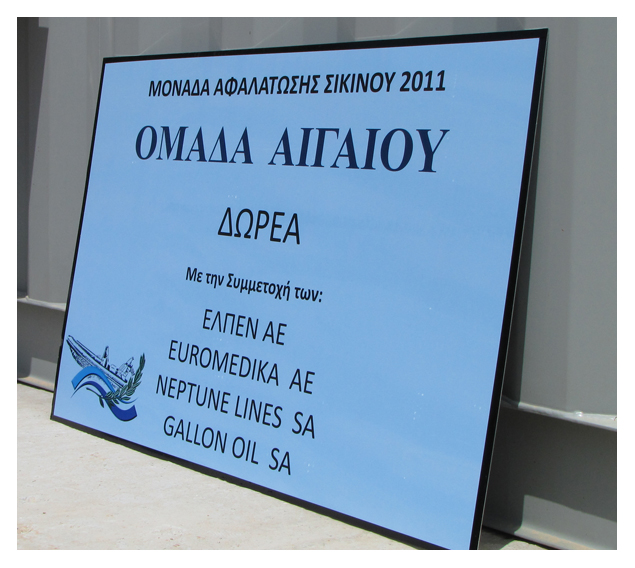 ΜΟΝΑΔΑ ΑΦΑΛΑΤΩΣΗΣ ΣΙΚΙΝΟΥ 2011
ΟΜΑΔΑ ΑΙΓΑΙΟΥ
ΔΩΡΕΑ
Με την Συμμετοχή των:
ΕΛΠΕΝ ΑΕ
EUROMEDIKA AE
NEPTUNE LINES SA
GALLON OIL SA